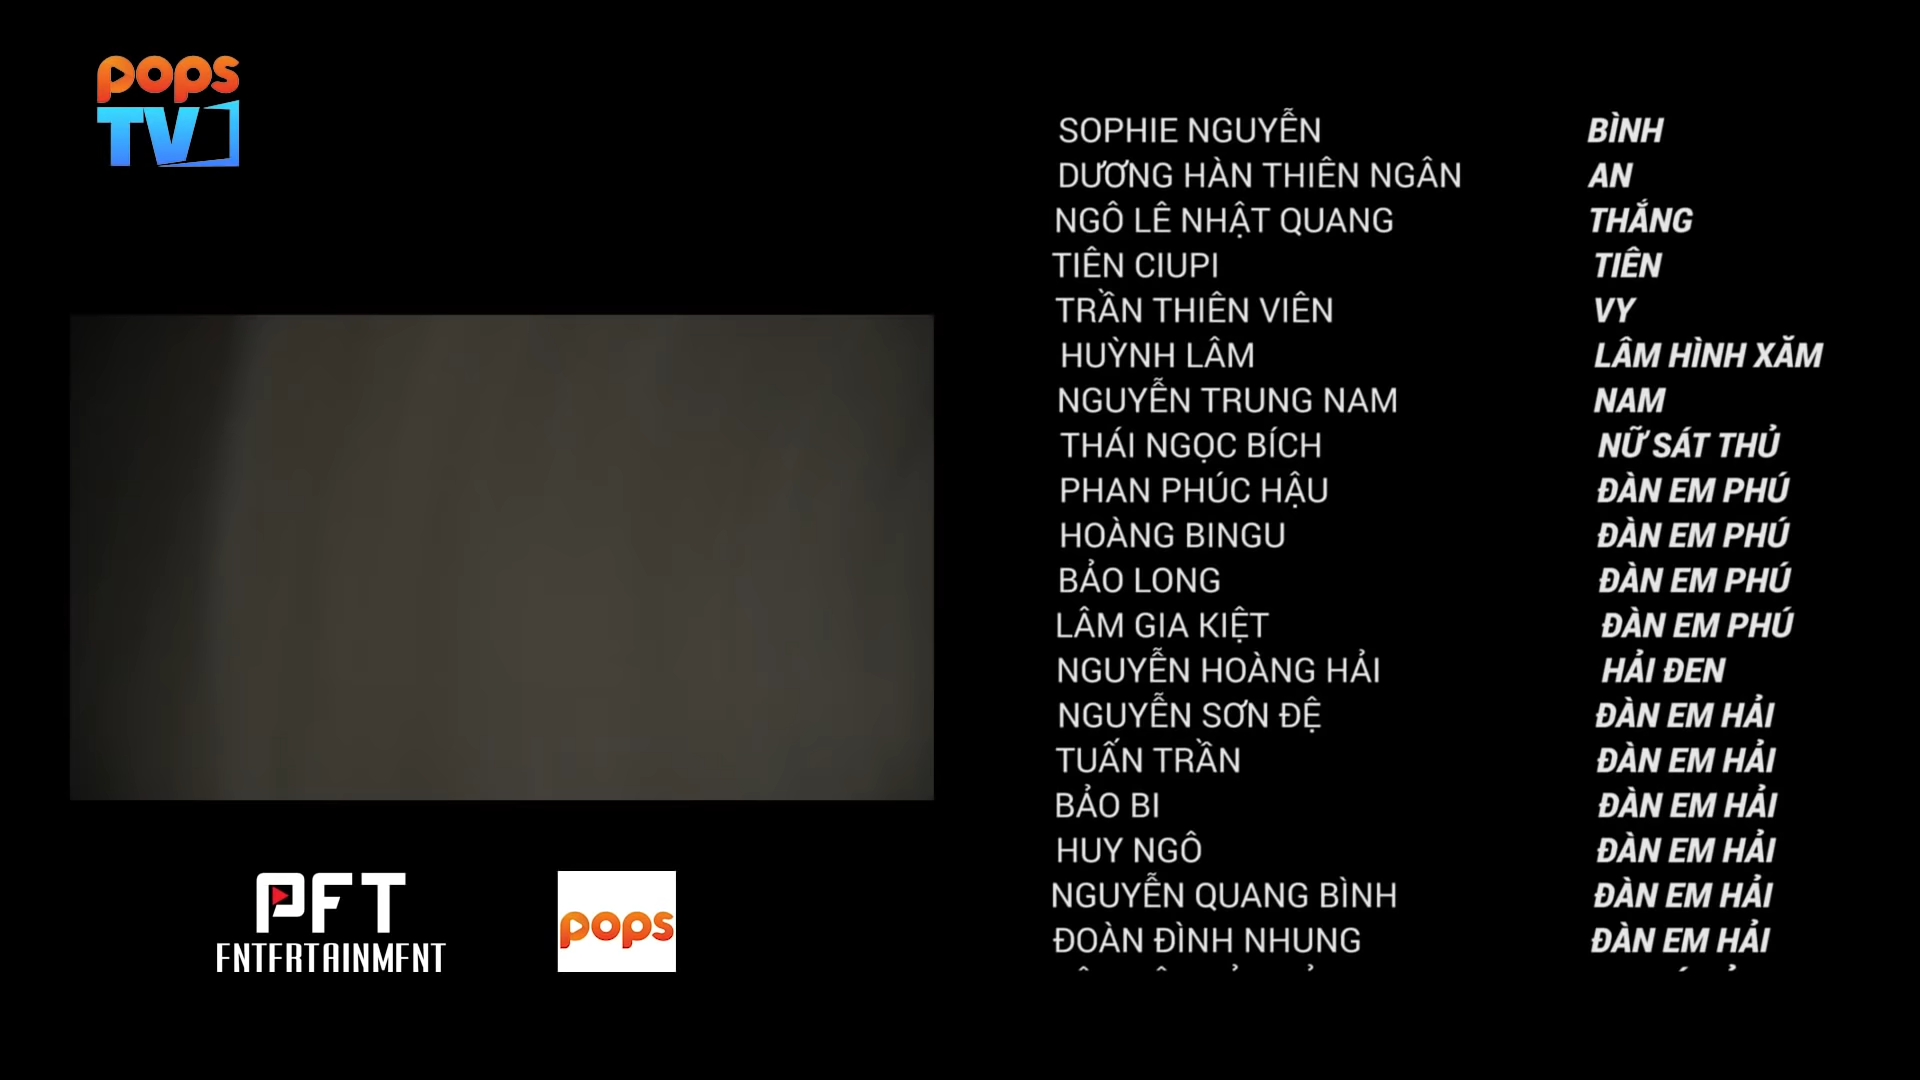 pops
TV
SOPHIE NGUYỄN BÌNH
DƯƠNG HÀN THIÊN NGÂN AN
NGÔ LÊ NHẬT QUANG THẮNG
TIÊN CIUPI TIÊN
TRẦN THIÊN VIÊN VY
HUỲNH LÂM LÂM HÌNH XĂM
NGUYỄN TRUNG NAM NAM
THÁI NGỌC BÍCH NỮ SÁT THỦ
PHAN PHÚC HẬU ĐÀN EM PHÚ
HOÀNG BINGU ĐÀN EM PHÚ
BẢO LONG ĐÀN EM PHÚ
LÂM GIA KIỆT ĐÀN EM PHÚ
NGUYỄN HOÀNG HẢI HẢI ĐEN
NGUYỄN SƠN ĐỆ ĐÀN EM HẢI
TUẤN TRẦN ĐÀN EM HẢI
BẢO BI ĐÀN EM HẢI
HUY NGÔ ĐÀN EM HẢI
NGUYỄN QUANG BÌNH ĐÀN EM HẢI
ĐOÀN ĐÌNH NHUNG ĐÀN EM HẢI
PFT
ENTERTAINMENT
pops